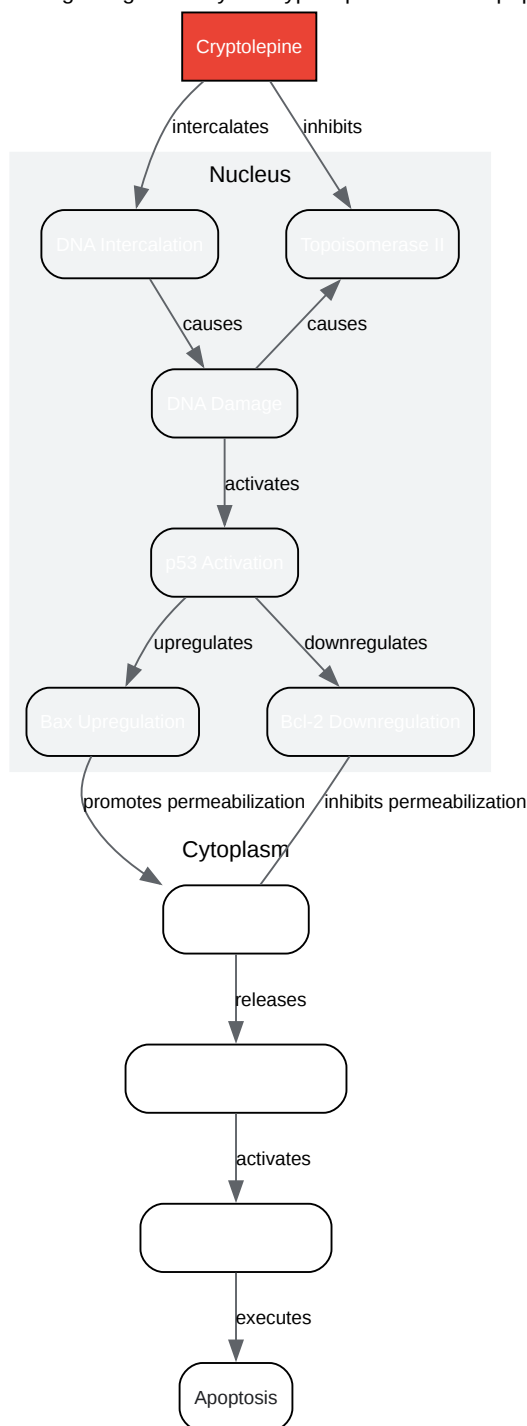 Cryptolepine
intercalates
inhibits
Nucleus
DNA Intercalation
Topoisomerase II
causes
causes
DNA Damage
activates
p53 Activation
upregulates
downregulates
Bax Upregulation
Bcl-2 Downregulation
promotes permeabilization
inhibits permeabilization
Cytoplasm
releases
activates
executes
Apoptosis